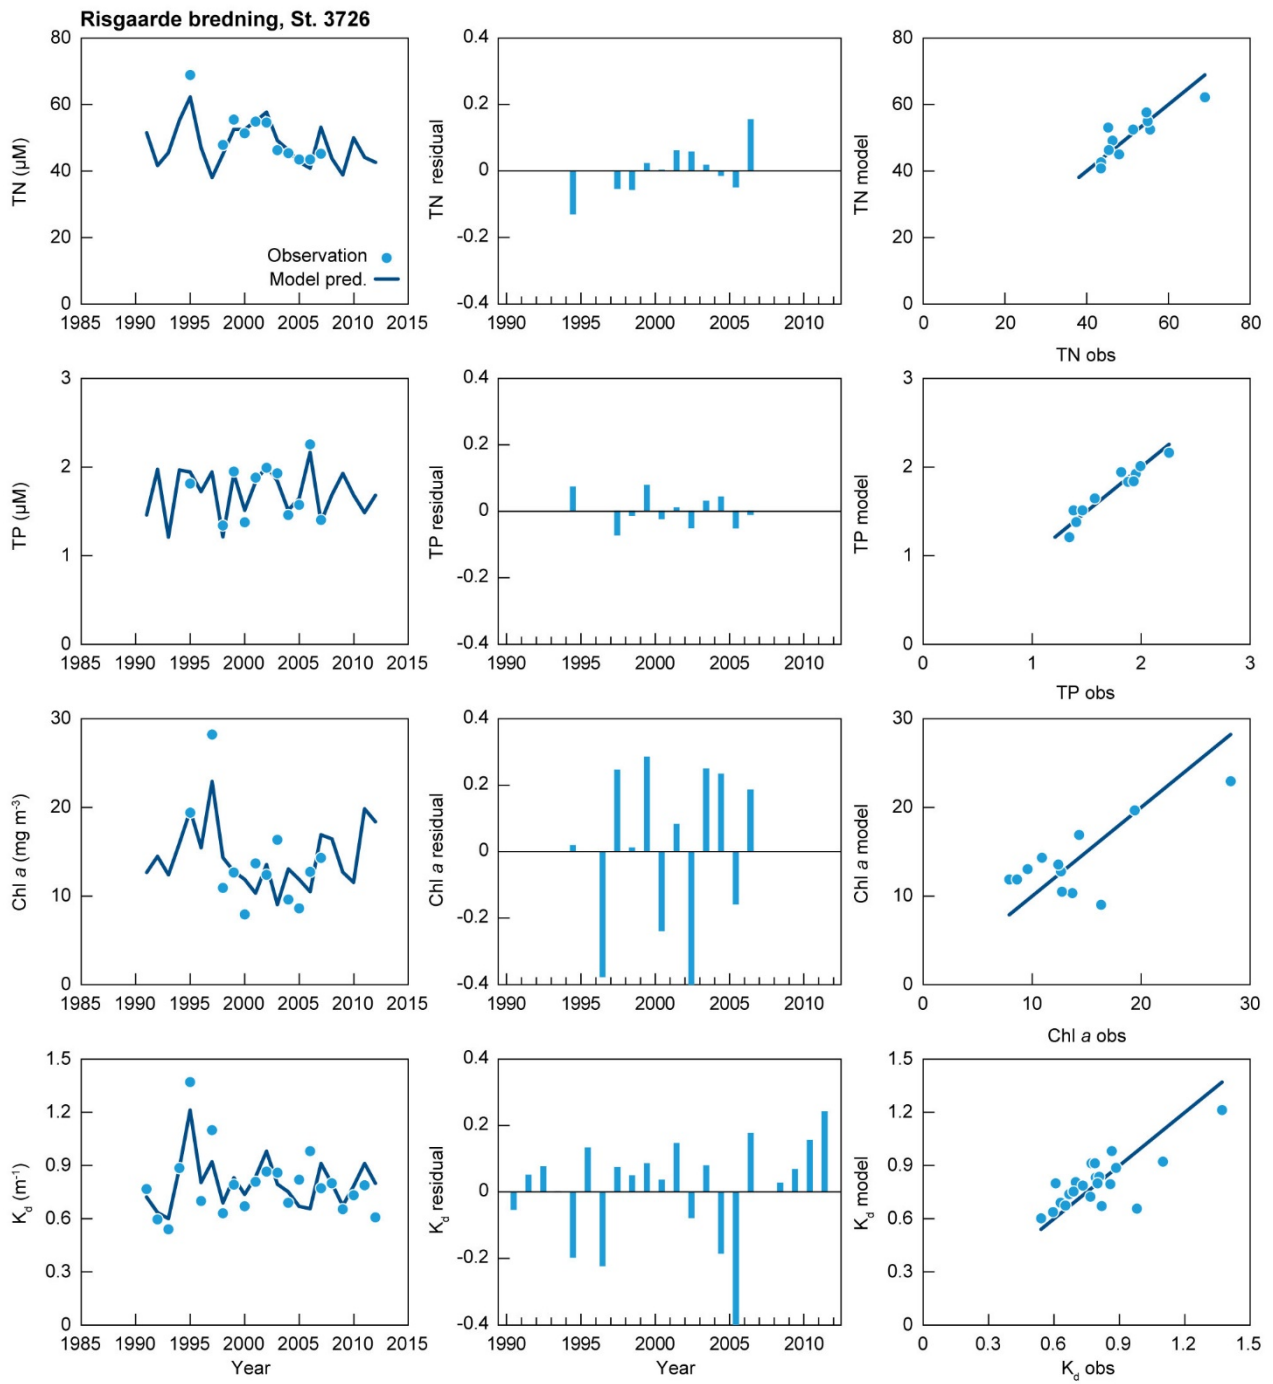 Risgaarde bredning, St. 3726
80
60
40
20
0
TN (µM)
Observation
Model pred.
1985 1990 1995 2000 2005 2010 2015
0.4
0.2
0
-0.2
-0.4
TN residual
1990 1995 2000 2005 2010
80
60
40
20
0
TN model
0 20 40 60 80
TN obs
3
2
1
0
TP (µM)
1985 1990 1995 2000 2005 2010 2015
0.4
0.2
0
-0.2
-0.4
TP residual
1990 1995 2000 2005 2010
3
2
1
0
TP model
0 1 2 3
TP obs
30
20
10
0
Chl a (mg m⁻³)
1985 1990 1995 2000 2005 2010 2015
0.4
0.2
0
-0.2
-0.4
Chl a residual
1990 1995 2000 2005 2010
30
20
10
0
Chl a model
0 10 20 30
Chl a obs
1.5
1.2
0.9
0.6
0.3
0
K_d (m⁻¹)
1985 1990 1995 2000 2005 2010 2015
Year
0.4
0.2
0
-0.2
-0.4
K_d residual
1990 1995 2000 2005 2010
Year
1.5
1.2
0.9
0.6
0.3
0
K_d model
0 0.3 0.6 0.9 1.2 1.5
K_d obs